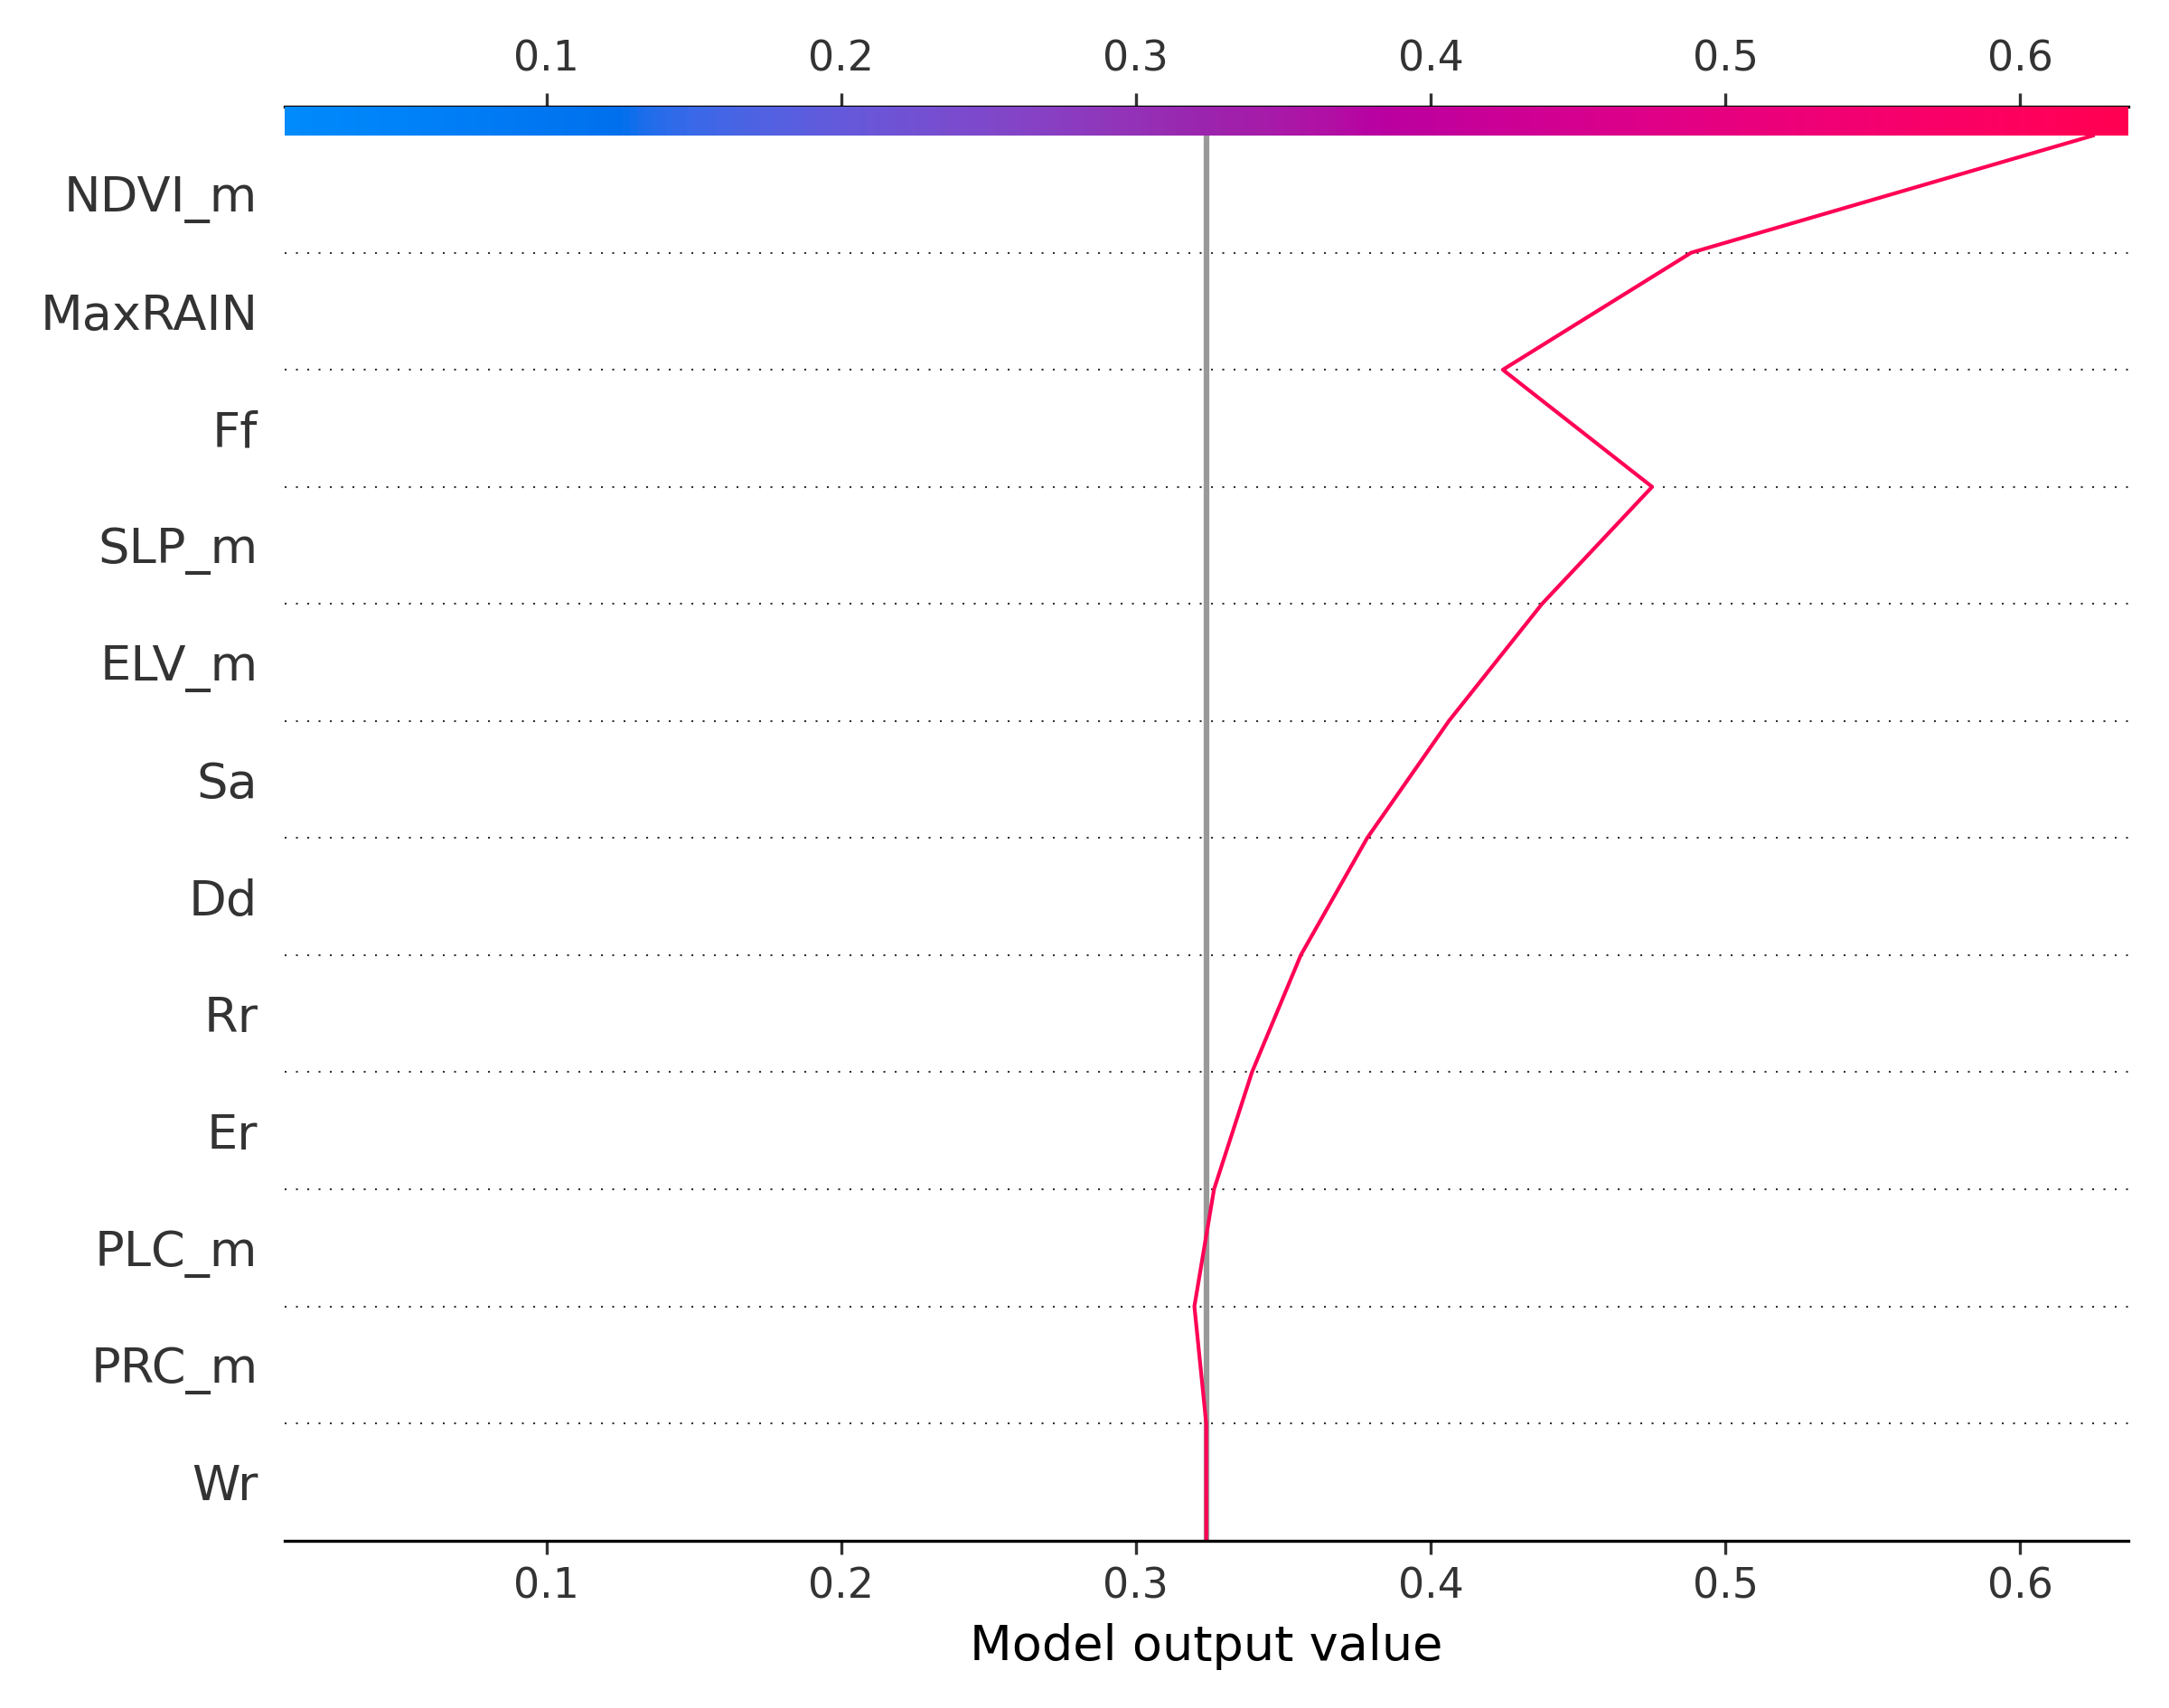 0.1 0.2 0.3 0.4 0.5 0.6
NDVI_m
MaxRAIN
Ff
SLP_m
ELV_m
Sa
Dd
Rr
Er
PLC_m
PRC_m
Wr
0.1 0.2 0.3 0.4 0.5 0.6
Model output value